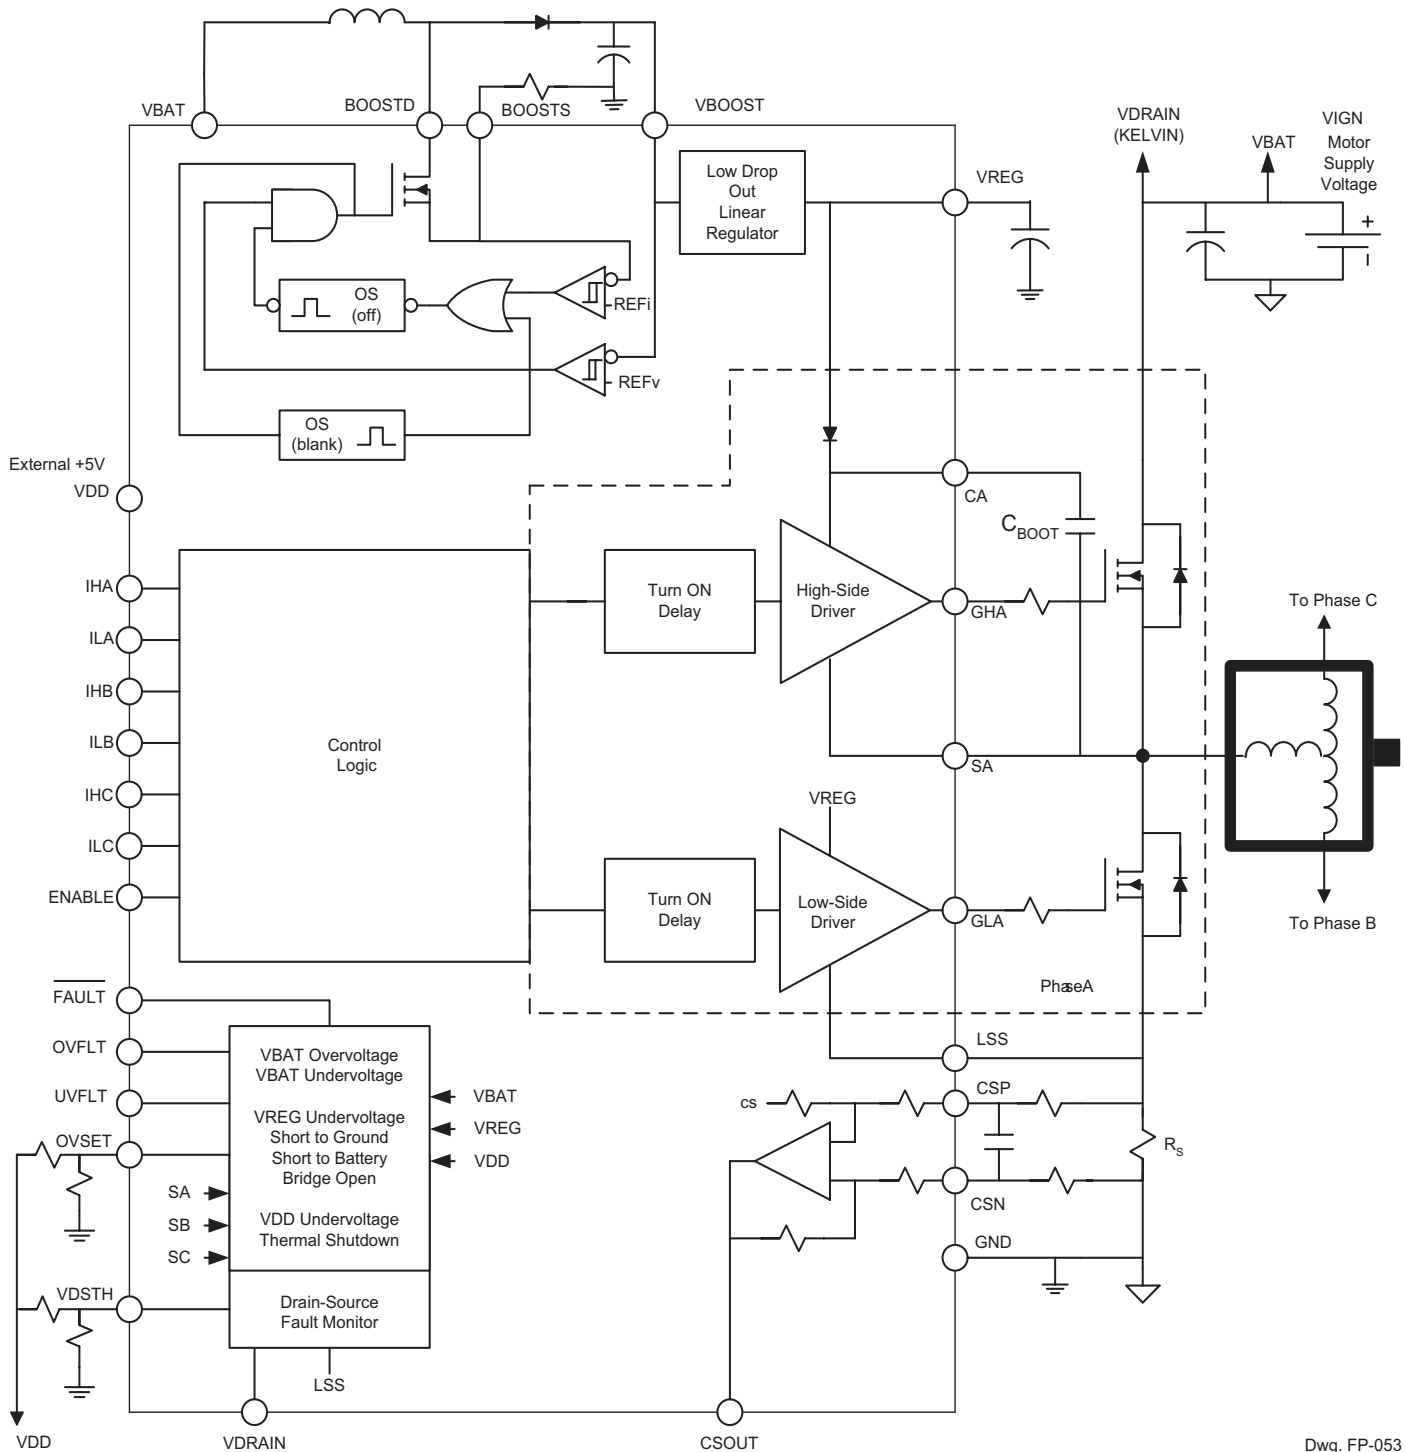 VBAT
BOOSTD
BOOSTS
VBOOST
VDRAIN
(KELVIN)
VBAT
VIGN
Motor
Supply
Voltage
+
Low Drop
Out
Linear
Regulator
VREG
OS
(off)
REFi
REFv
OS
(blank)
External +5V
VDD
CA
CBOOT
IHA
ILA
IHB
ILB
IHC
ILC
ENABLE
Control
Logic
Turn ON
Delay
High-Side
Driver
GHA
To Phase C
SA
VREG
Turn ON
Delay
Low-Side
Driver
GLA
To Phase B
PhaseA
FAULT
OVFLT
UVFLT
OVSET
VBAT Overvoltage
VBAT Undervoltage
VREG Undervoltage
Short to Ground
Short to Battery
Bridge Open
VDD Undervoltage
Thermal Shutdown
VBAT
VREG
VDD
SA
SB
SC
LSS
cs
CSP
RS
CSN
GND
VDSTH
Drain-Source
Fault Monitor
LSS
VDD
VDRAIN
CSOUT
Dwg. FP-053